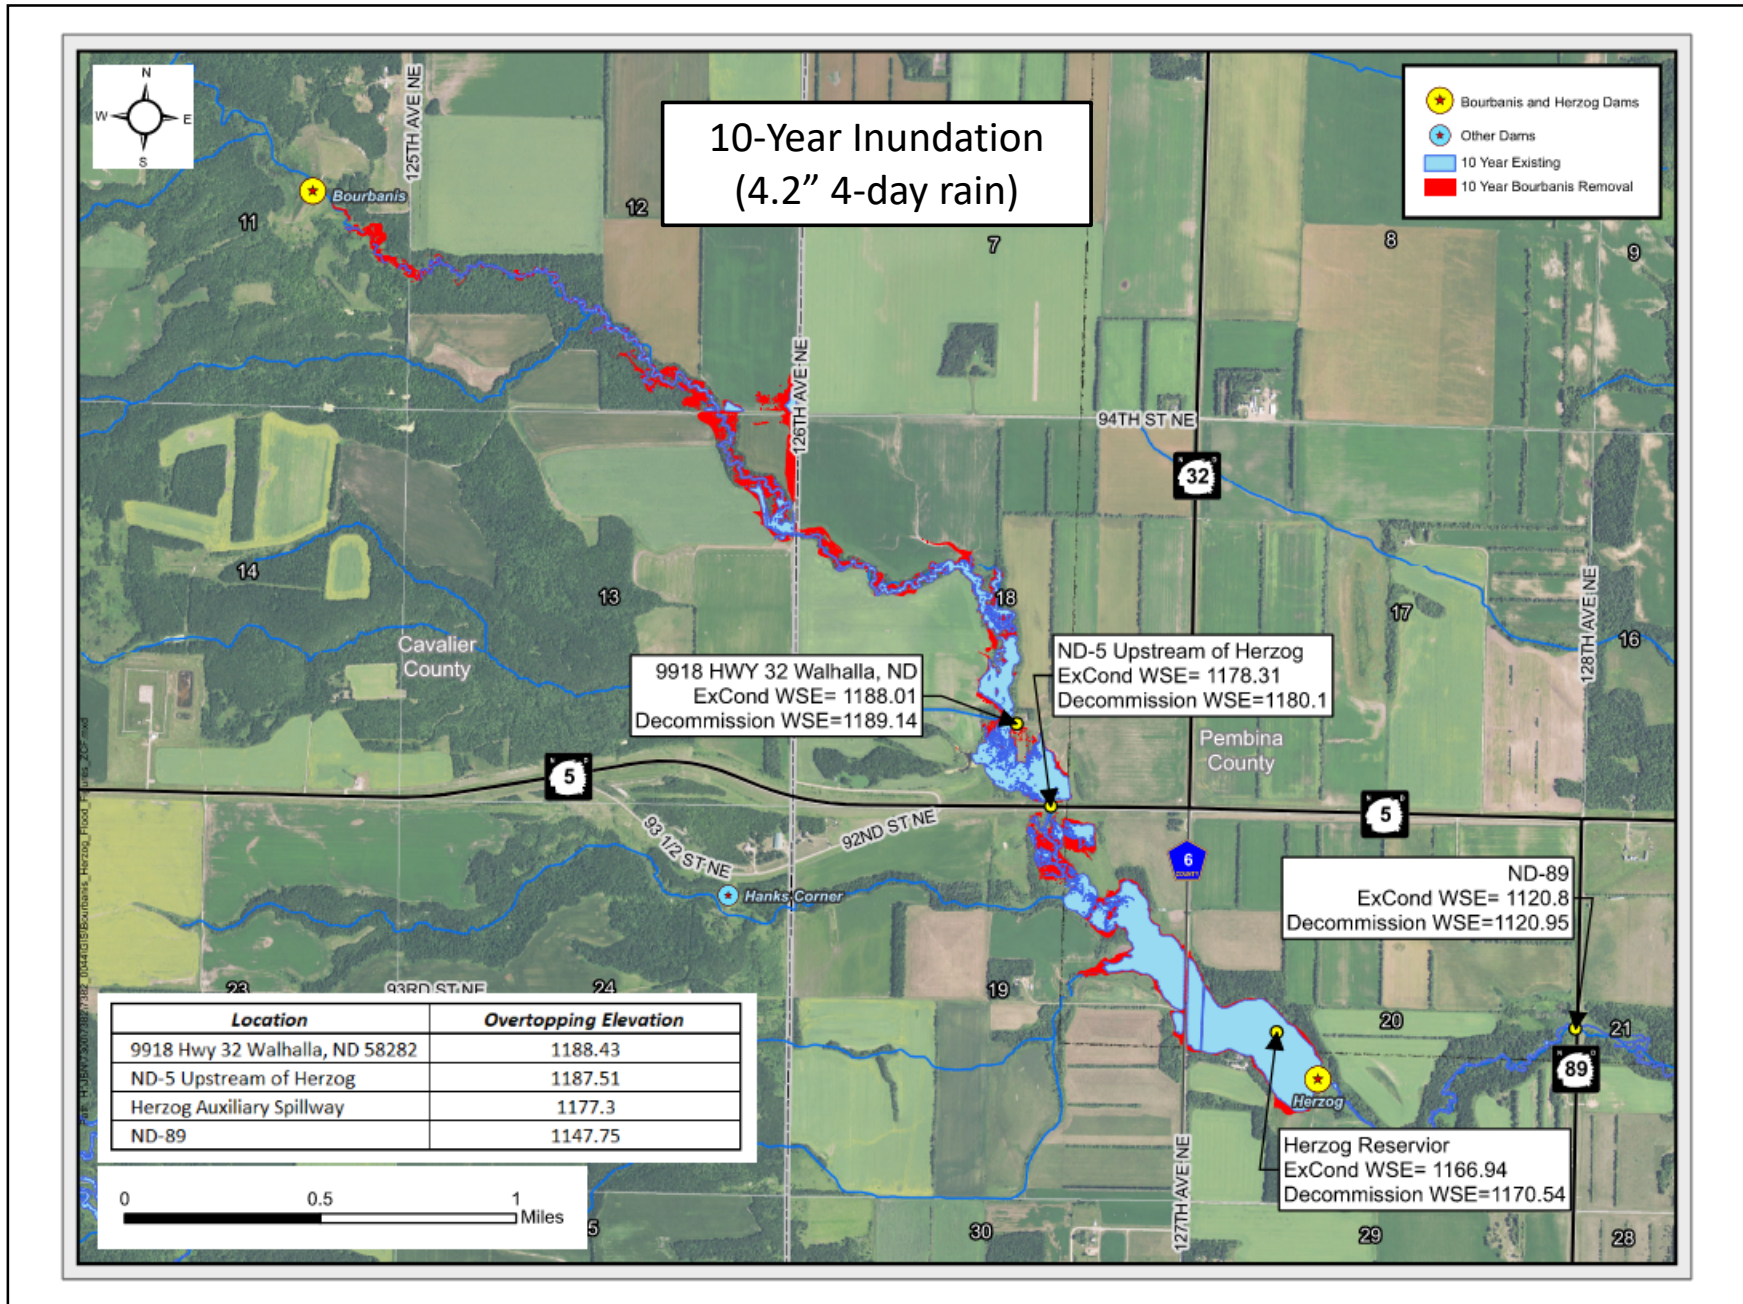 10-Year Inundation
(4.2” 4-day rain)
N
W
E
S
Bourbanis and Herzog Dams
Other Dams
10 Year Existing
10 Year Bourbanis Removal
125TH AVE NE
Bourbanis
11
12
7
8
9
126TH AVE NE
94TH ST NE
N D
32
14
13
18
17
16
128TH AVE NE
Cavalier
County
9918 HWY 32 Walhalla, ND
ExCond WSE= 1188.01
Decommission WSE=1189.14
ND-5 Upstream of Herzog
ExCond WSE= 1178.31
Decommission WSE=1180.1
Pembina
County
N D
5
N D
5
93 1/2 ST NE
92ND ST NE
6
COUNTY
Hanks Corner
ND-89
ExCond WSE= 1120.8
Decommission WSE=1120.95
23
93RD ST NE
24
19
20
21
N D
89
Herzog
Location Overtopping Elevation
9918 Hwy 32 Walhalla, ND 58282 1188.43
ND-5 Upstream of Herzog 1187.51
Herzog Auxiliary Spillway 1177.3
ND-89 1147.75
Herzog Reservior
ExCond WSE= 1166.94
Decommission WSE=1170.54
127TH AVE NE
0 0.5 1
Miles
5
30
29
28